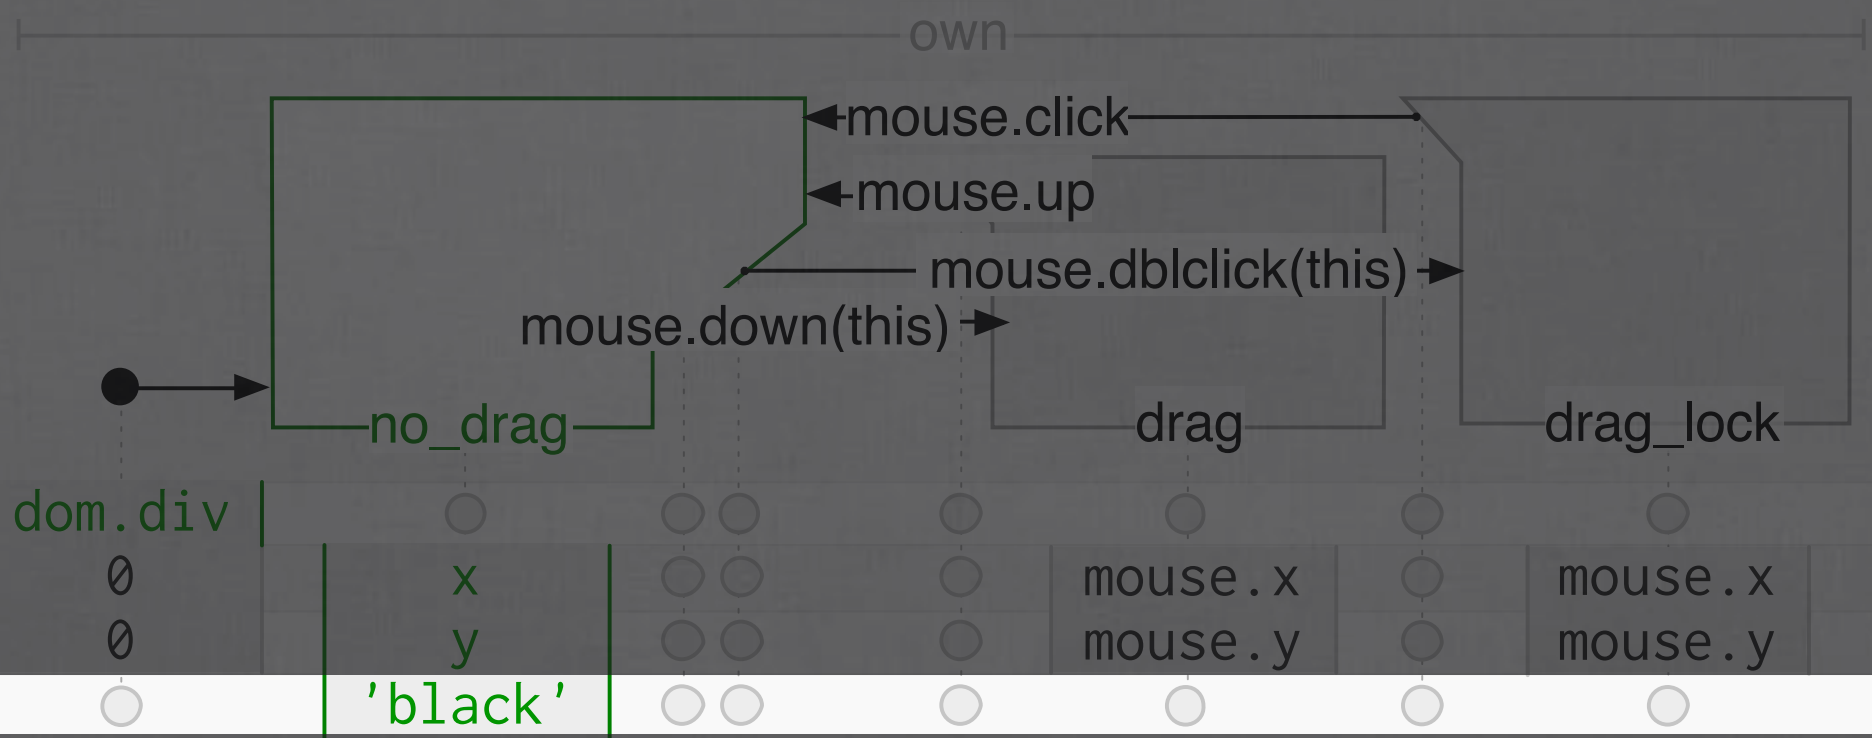 own
mouse.click
mouse.up
mouse.dblclick(this)
mouse.down(this)
no_drag drag drag_lock
dom.div
0 x mouse.x mouse.x
0 y mouse.y mouse.y
'black'